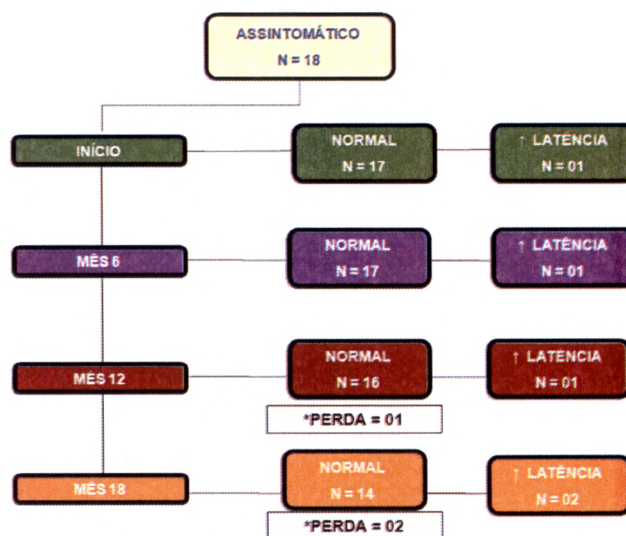 ASSINTOMÁTICO
N = 18
INÍCIO
NORMAL
N = 17
↑ LATÊNCIA
N = 01
MÊS 6
NORMAL
N = 17
↑ LATÊNCIA
N = 01
MÊS 12
NORMAL
N = 16
↑ LATÊNCIA
N = 01
*PERDA = 01
MÊS 18
NORMAL
N = 14
↑ LATÊNCIA
N = 02
*PERDA = 02